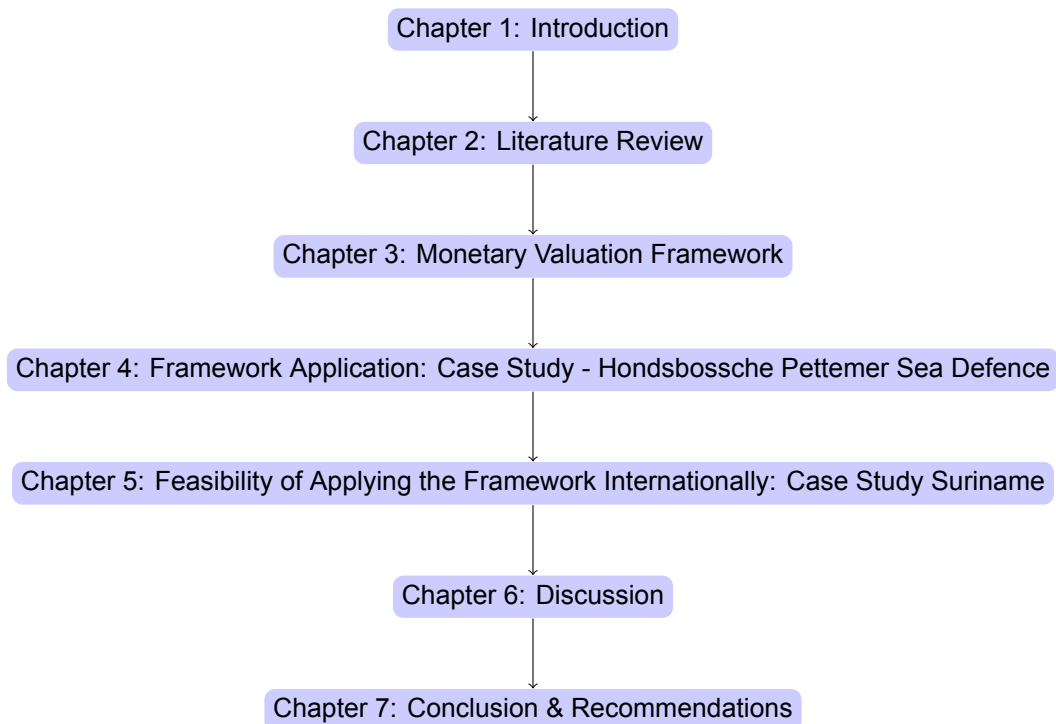 Chapter 1: Introduction
Chapter 2: Literature Review
Chapter 3: Monetary Valuation Framework
Chapter 4: Framework Application: Case Study - Hondsbossche Pettemer Sea Defence
Chapter 5: Feasibility of Applying the Framework Internationally: Case Study Suriname
Chapter 6: Discussion
Chapter 7: Conclusion & Recommendations